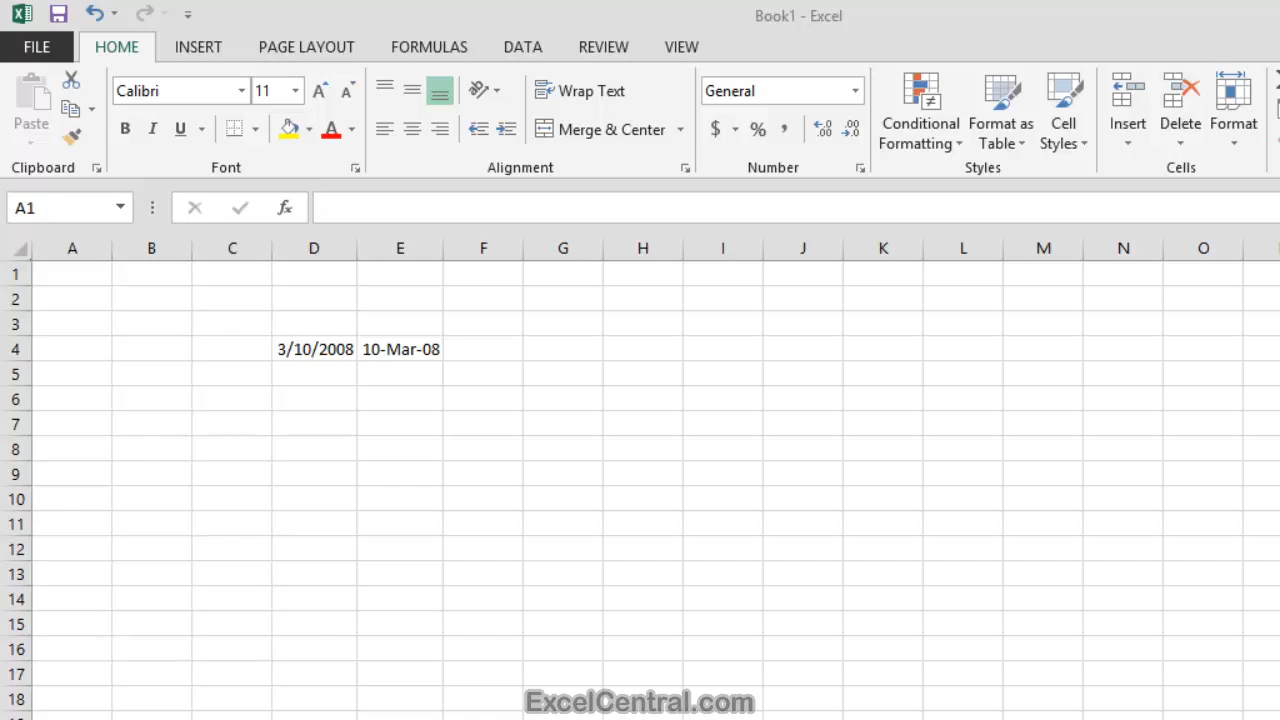 Book1 - Excel
FILE HOME INSERT PAGE LAYOUT FORMULAS DATA REVIEW VIEW
Calibri 11 Wrap Text General
Paste B I U Merge & Center $ % , Conditional Formatting Format as Table Cell Styles Insert Delete Format
Clipboard Font Alignment Number Styles Cells
A1 fx
A B C D E F G H I J K L M N O
1
2
3
4 3/10/2008 10-Mar-08
5
6
7
8
9
10
11
12
13
14
15
16
17
18
ExcelCentral.com